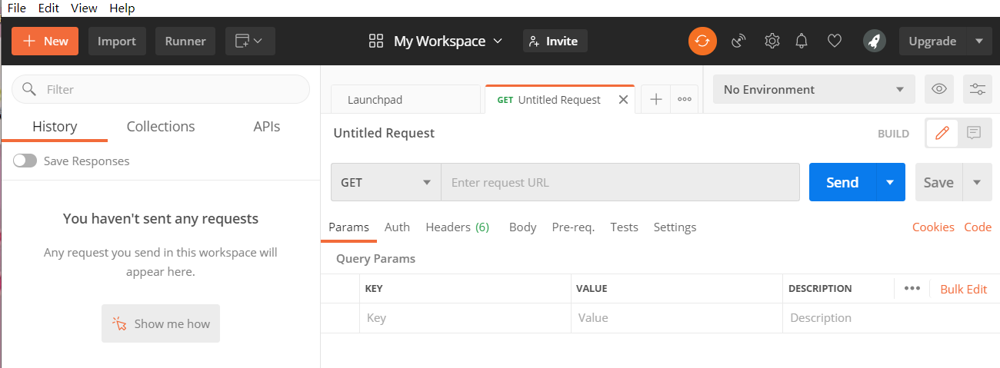 File Edit View Help
+ New Import Runner My Workspace Invite Upgrade
Filter
Launchpad GET Untitled Request No Environment
History Collections APIs
Untitled Request BUILD
Save Responses
GET Enter request URL Send Save
You haven't sent any requests
Any request you send in this workspace will
appear here.
Show me how
Params Auth Headers (6) Body Pre-req. Tests Settings Cookies Code
Query Params
KEY VALUE DESCRIPTION Bulk Edit
Key Value Description